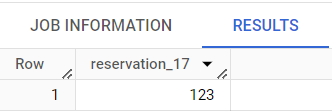 JOB INFORMATION RESULTS
Row reservation_17
1 123